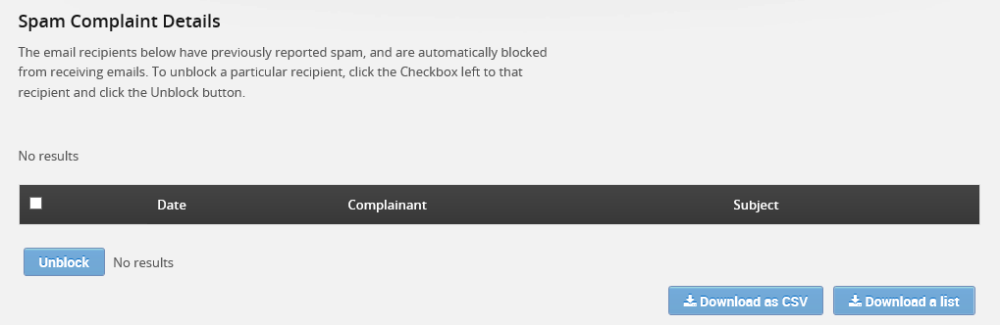 Spam Complaint Details
The email recipients below have previously reported spam, and are automatically blocked
from receiving emails. To unblock a particular recipient, click the Checkbox left to that
recipient and click the Unblock button.
No results
Date Complainant Subject
Unblock No results
Download as CSV Download a list